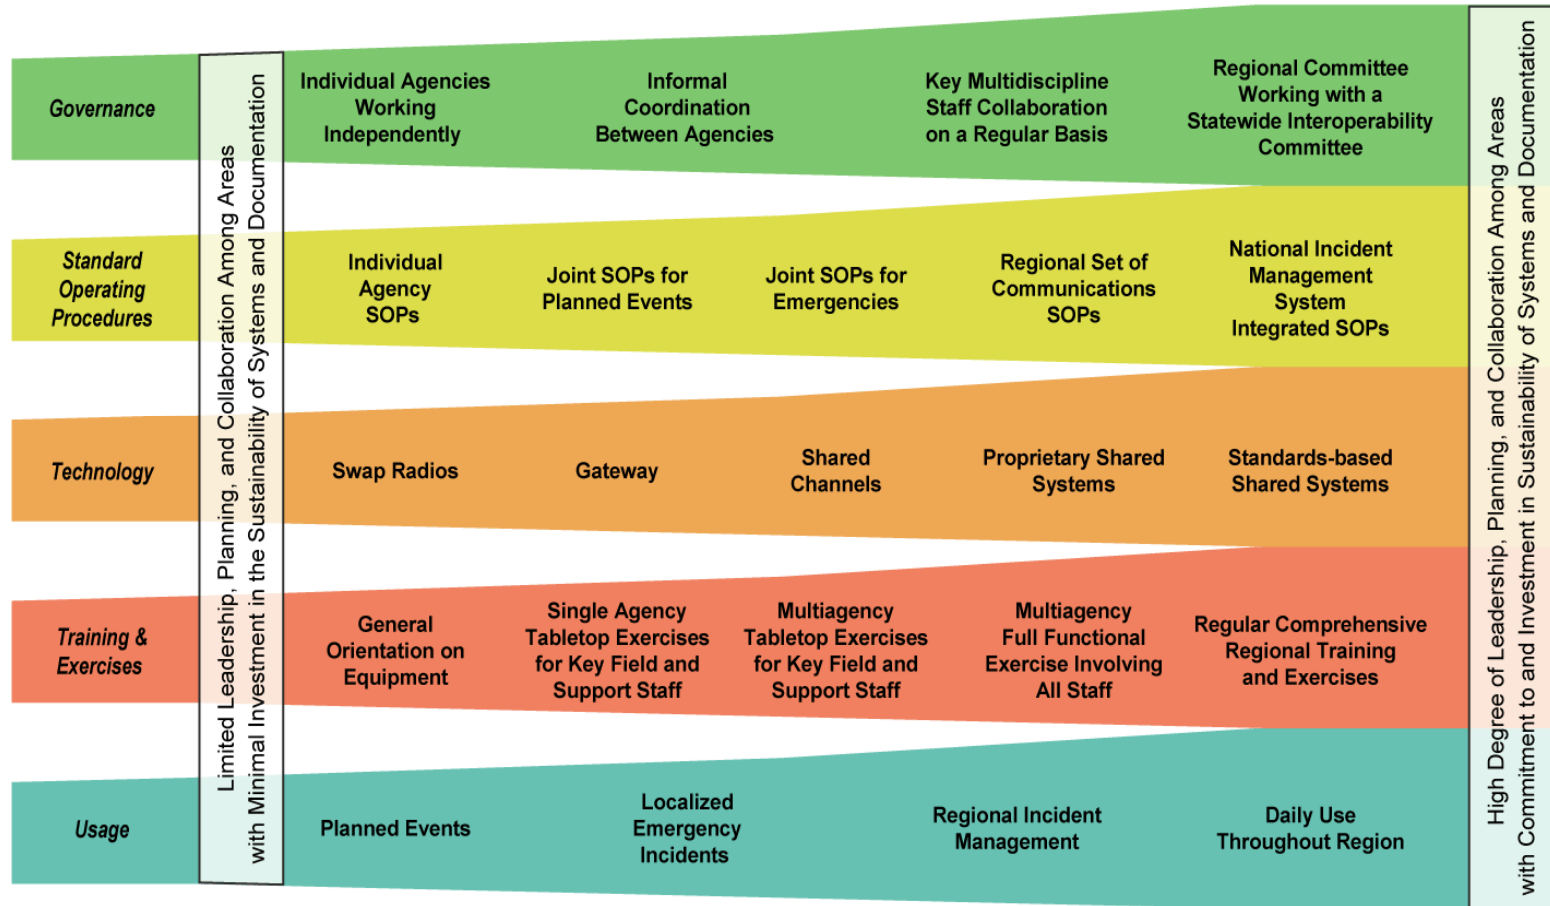 Limited Leadership, Planning, and Collaboration Among Areas
with Minimal Investment in the Sustainability of Systems and Documentation
Governance
Individual Agencies
Working
Independently
Informal
Coordination
Between Agencies
Key Multidiscipline
Staff Collaboration
on a Regular Basis
Regional Committee
Working with a
Statewide Interoperability
Committee
Standard
Operating
Procedures
Individual
Agency
SOPs
Joint SOPs for
Planned Events
Joint SOPs for
Emergencies
Regional Set of
Communications
SOPs
National Incident
Management
System
Integrated SOPs
Technology
Swap Radios
Gateway
Shared
Channels
Proprietary Shared
Systems
Standards-based
Shared Systems
Training &
Exercises
General
Orientation on
Equipment
Single Agency
Tabletop Exercises
for Key Field and
Support Staff
Multiagency
Tabletop Exercises
for Key Field and
Support Staff
Multiagency
Full Functional
Exercise Involving
All Staff
Regular Comprehensive
Regional Training
and Exercises
Usage
Planned Events
Localized
Emergency
Incidents
Regional Incident
Management
Daily Use
Throughout Region
High Degree of Leadership, Planning, and Collaboration Among Areas
with Commitment to and Investment in Sustainability of Systems and Documentation